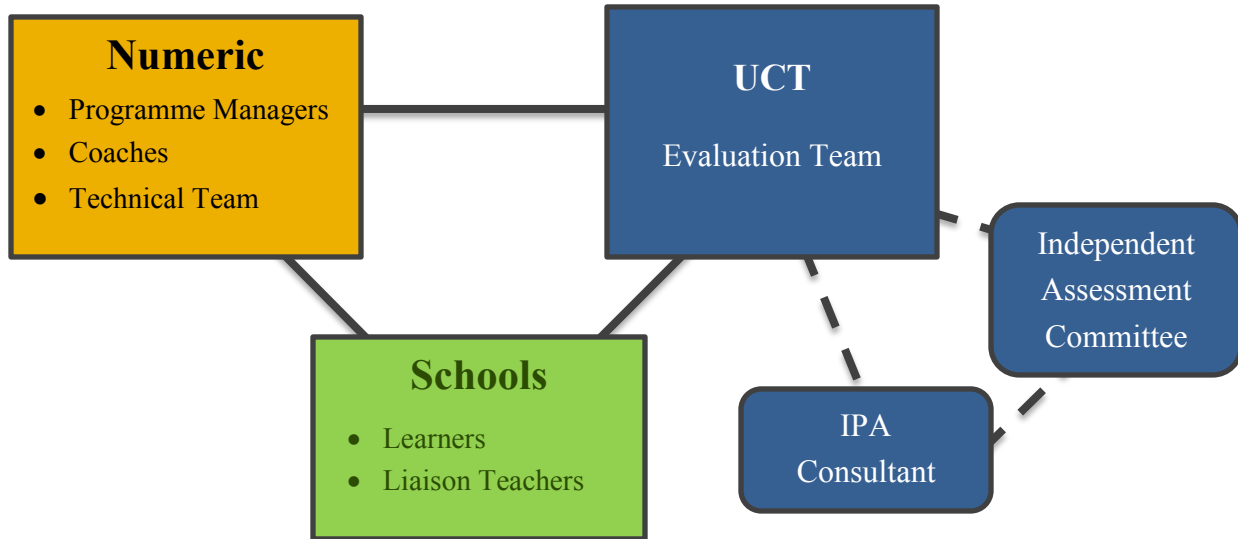 Numeric
• Programme Managers
• Coaches
• Technical Team
UCT
Evaluation Team
Independent
Assessment
Committee
Schools
• Learners
• Liaison Teachers
IPA
Consultant